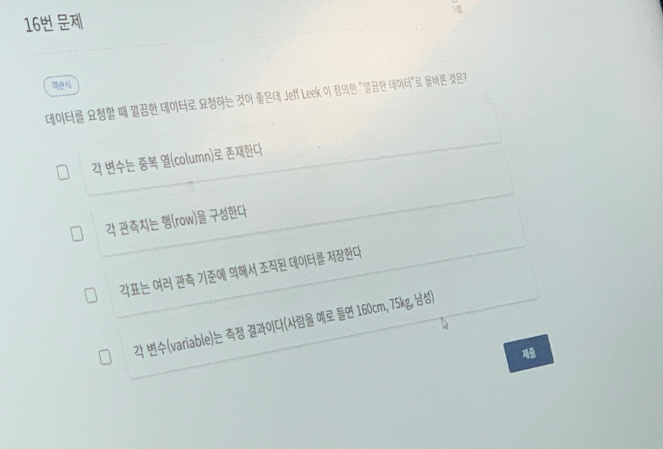 16번 문제
5점
객관식
데이터를 요청할 때 깔끔한 데이터로 요청하는 것이 좋은데 Jeff Leek 이 정의한 "깔끔한 데이터"로 올바른 것은?
각 변수는 중복 열(column)로 존재한다
각 관측치는 행(row)을 구성한다
각표는 여러 관측 기준에 의해서 조직된 데이터를 저장한다
각 변수(variable)는 측정 결과이다(사람을 예로 들면 160cm, 75kg, 남성)
제출